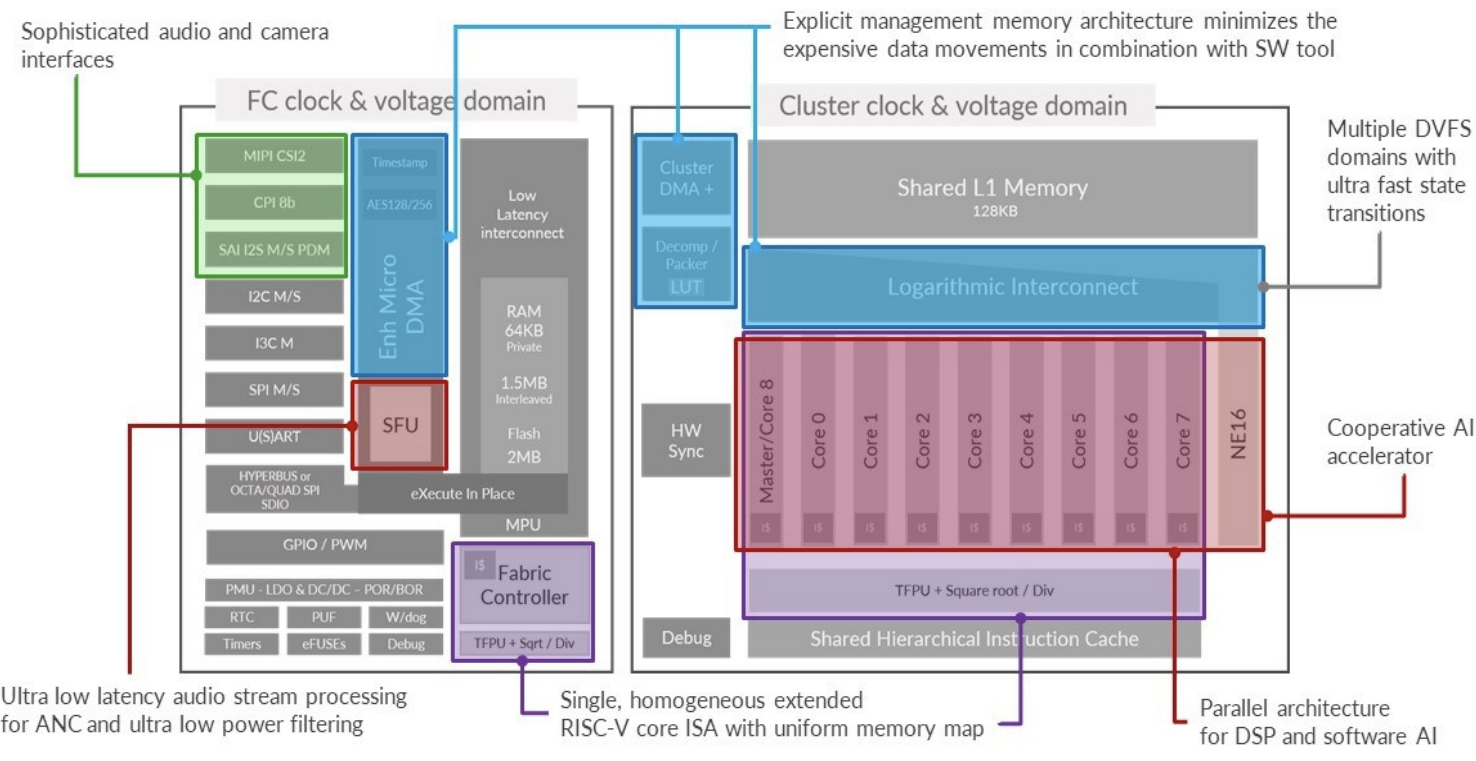 Sophisticated audio and camera
interfaces
Explicit management memory architecture minimizes the
expensive data movements in combination with SW tool
FC clock & voltage domain
Cluster clock & voltage domain
Multiple DVFS
domains with
ultra fast state
transitions
MIPI CSI2
CPI 8b
SAI I2S M/S PDM
I2C M/S
I3C M
SPI M/S
U(S)ART
HYPERBUS or
OCTA/QUAD SPI
SDIO
Timestamp
AES128/256
Enh Micro
DMA
SFU
Low
Latency
interconnect
RAM
64KB
Private
1.5MB
Interleaved
Flash
2MB
eXecute In Place
MPU
GPIO / PWM
PMU - LDO & DC/DC – POR/BOR
RTC
PUF
W/dog
Timers
eFUSEs
Debug
I$
Fabric
Controller
TFPU + Sqrt / Div
Cluster
DMA +
Decomp /
Packer
LUT
Shared L1 Memory
128KB
Logarithmic Interconnect
HW
Sync
Master/Core 8
Core 0
Core 1
Core 2
Core 3
Core 4
Core 5
Core 6
Core 7
NE16
I$
I$
I$
I$
I$
I$
I$
I$
I$
TFPU + Square root / Div
Debug
Shared Hierarchical Instruction Cache
Cooperative AI
accelerator
Ultra low latency audio stream processing
for ANC and ultra low power filtering
Single, homogeneous extended
RISC-V core ISA with uniform memory map
Parallel architecture
for DSP and software AI